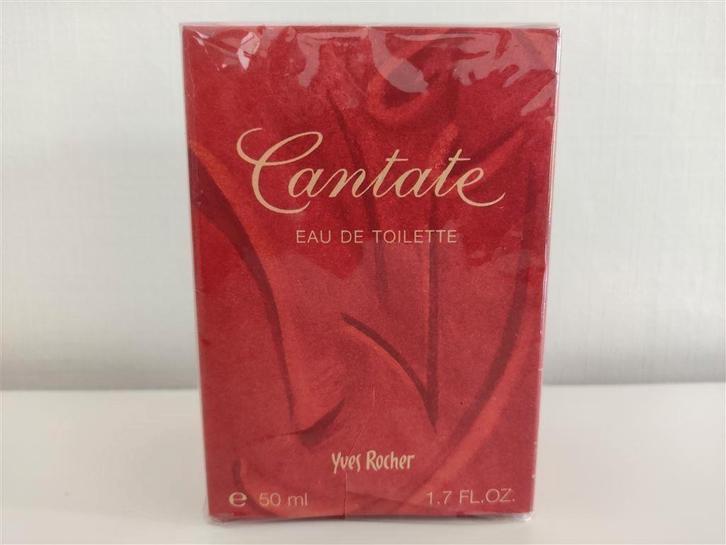 Cantate
EAU DE TOILETTE
Yves Rocher
℮ 50 ml 1.7 FL.OZ.